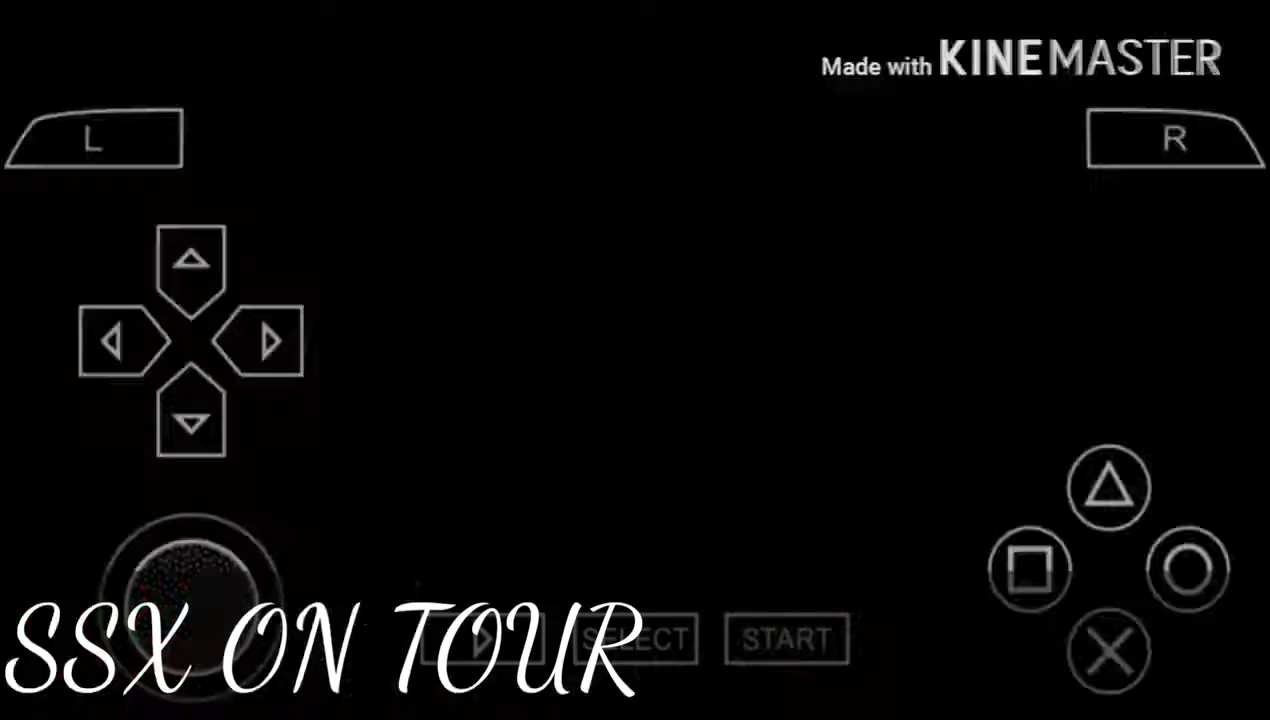 Made with KINEMASTER
L
R
SELECT
START
SSX ON TOUR